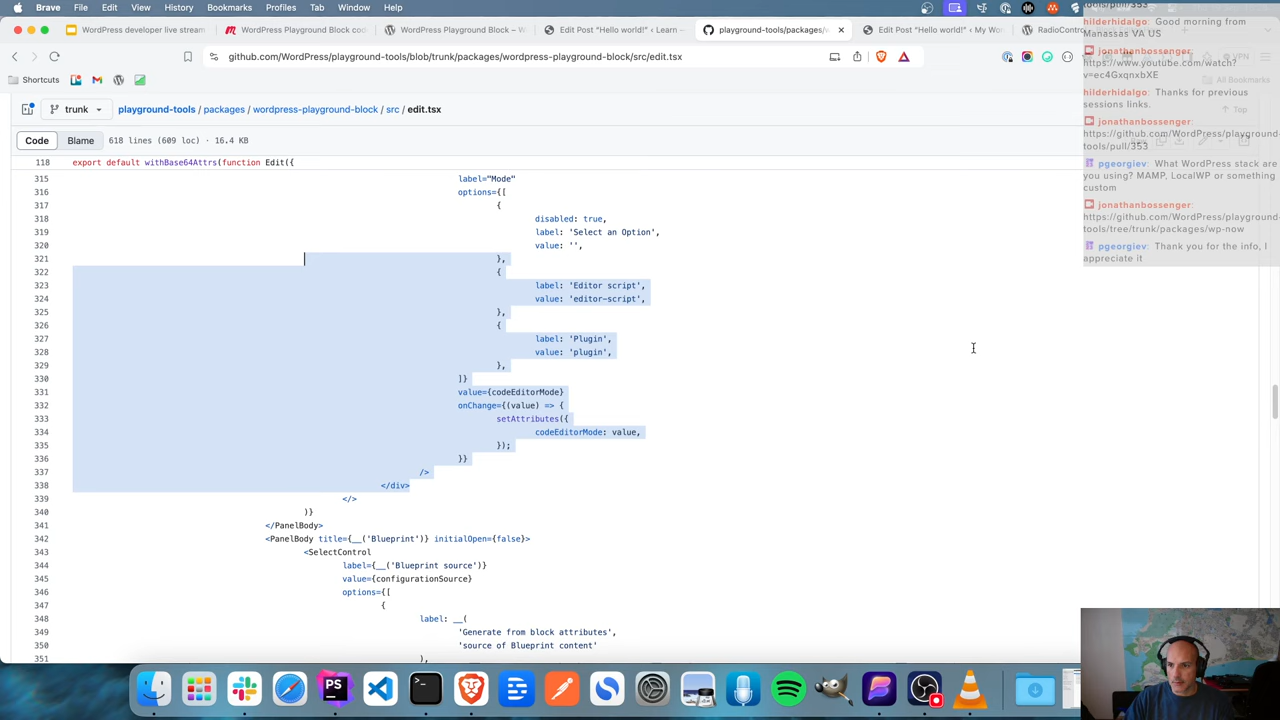 Brave File Edit View History Bookmarks Profiles Tab Window Help
WordPress developer live stream
WordPress Playground Block cod
WordPress Playground Block – W
Edit Post “Hello world!” ‹ Learn
playground-tools/packages/
Edit Post “Hello world!” ‹ My Wo
RadioContro
github.com/WordPress/playground-tools/blob/trunk/packages/wordpress-playground-block/src/edit.tsx
VPN
Shortcuts
All Bookmarks
trunk
playground-tools / packages / wordpress-playground-block / src / edit.tsx
Top
Code Blame 618 lines (609 loc) · 16.4 KB
118 export default withBase64Attrs(function Edit({
315 label="Mode"
316 options={[
317 {
318 disabled: true,
319 label: 'Select an Option',
320 value: '',
321 },
322 {
323 label: 'Editor script',
324 value: 'editor-script',
325 },
326 {
327 label: 'Plugin',
328 value: 'plugin',
329 },
330 ]}
331 value={codeEditorMode}
332 onChange={(value) => {
333 setAttributes({
334 codeEditorMode: value,
335 });
336 }}
337 />
338 </div>
339 </>
340 )}
341 </PanelBody>
342 <PanelBody title={__('Blueprint')} initialOpen={false}>
343 <SelectControl
344 label={__('Blueprint source')}
345 value={configurationSource}
346 options={[
347 {
348 label: __(
349 'Generate from block attributes',
350 'source of Blueprint content'
351 ),
tools/pull/353
hilderhidalgo: Good morning from
Manassas VA US
jonathanbossenger:
https://www.youtube.com/watch?
v=ec4GxqnxbXE
hilderhidalgo: Thanks for previous
sessions links.
jonathanbossenger:
https://github.com/WordPress/playground-
tools/pull/353
pgeorgiev: What WordPress stack are
you using? MAMP, LocalWP or something
custom
jonathanbossenger:
https://github.com/WordPress/playground-
tools/tree/trunk/packages/wp-now
pgeorgiev: Thank you for the info, I
appreciate it